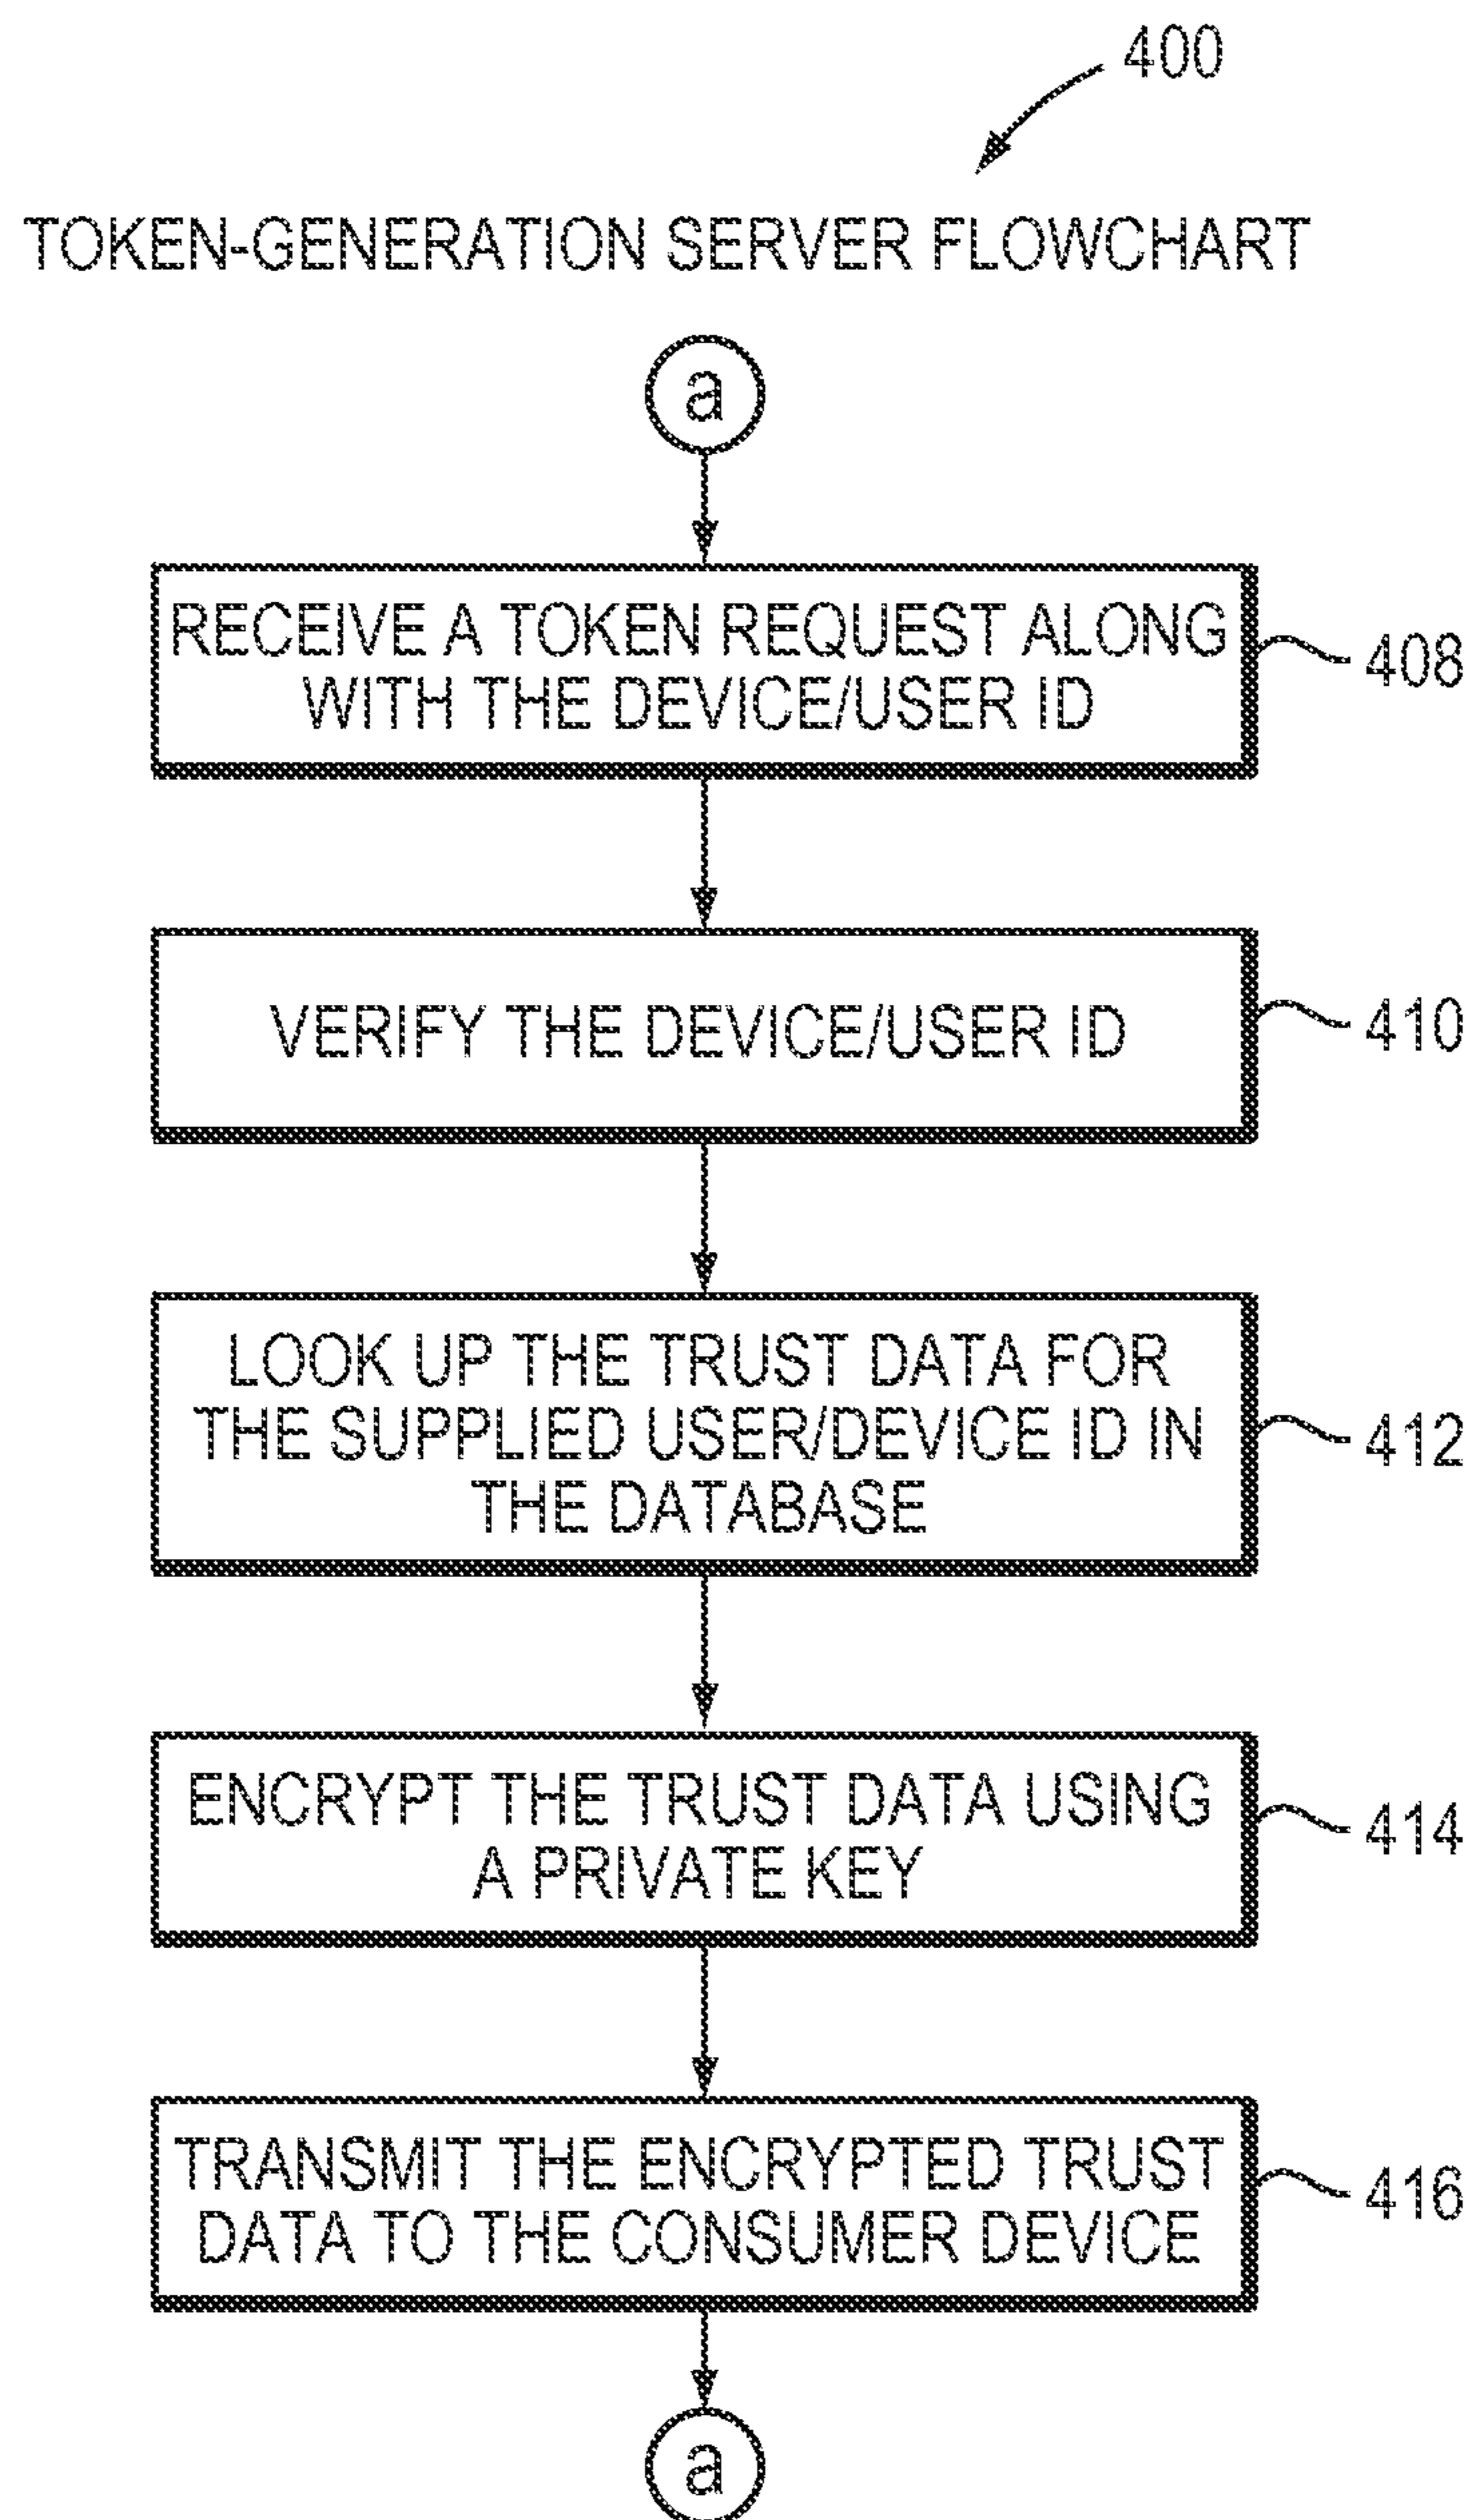 400
TOKEN-GENERATION SERVER FLOWCHART
a
RECEIVE A TOKEN REQUEST ALONG
WITH THE DEVICE/USER ID
408
VERIFY THE DEVICE/USER ID
410
LOOK UP THE TRUST DATA FOR
THE SUPPLIED USER/DEVICE ID IN
THE DATABASE
412
ENCRYPT THE TRUST DATA USING
A PRIVATE KEY
414
TRANSMIT THE ENCRYPTED TRUST
DATA TO THE CONSUMER DEVICE
416
a